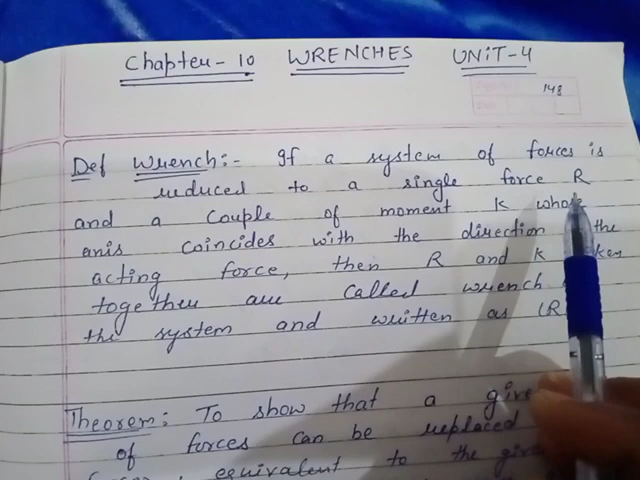 Chapter - 10 WRENCHES UNIT-4
148
Def Wrench:- If a system of forces is
reduced to a single force R
and a couple of moment K whose
axis coincides with the direction the
acting force, then R and K
together are called wrench
the system and written as (R
Theorem: To show that a give
of forces can be replaced
equivalent to the give